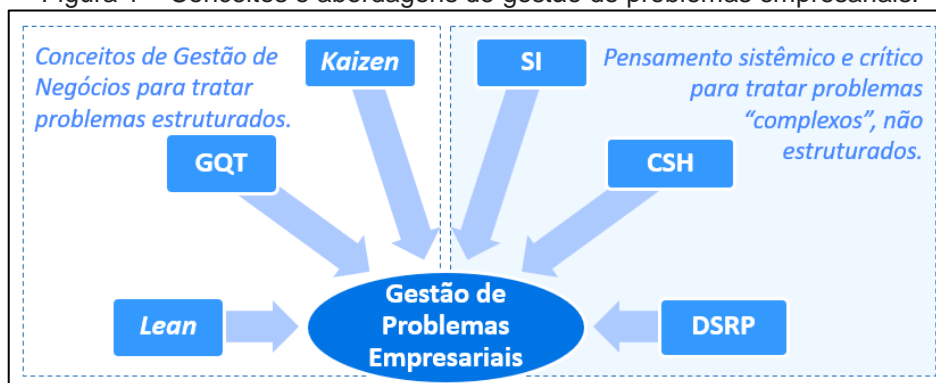 Conceitos de Gestão de
Negócios para tratar
problemas estruturados.
Kaizen
SI
Pensamento sistêmico e crítico
para tratar problemas
“complexos”, não
estruturados.
GQT
CSH
Lean
Gestão de
Problemas
Empresariais
DSRP